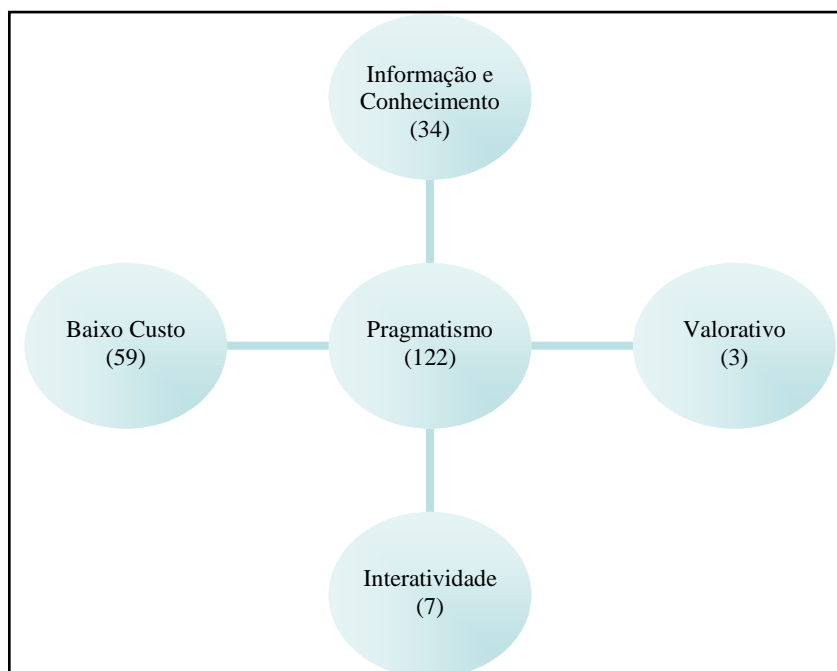 Informação e
Conhecimento
(34)
Baixo Custo
(59)
Pragmatismo
(122)
Valorativo
(3)
Interatividade
(7)